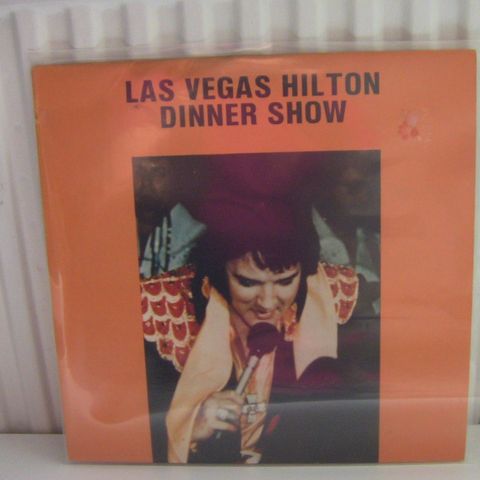 LAS VEGAS HILTON
DINNER SHOW